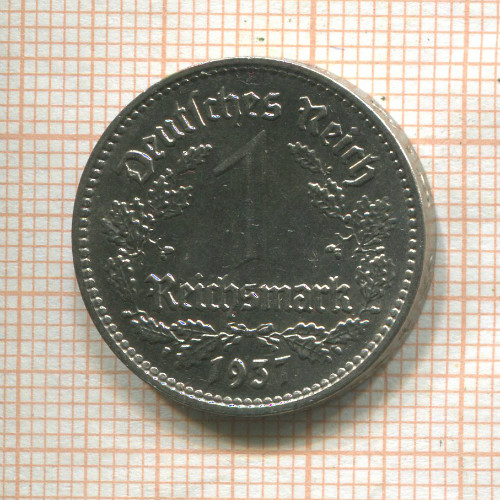 Deutsches Reich
1
Reichsmark
1937